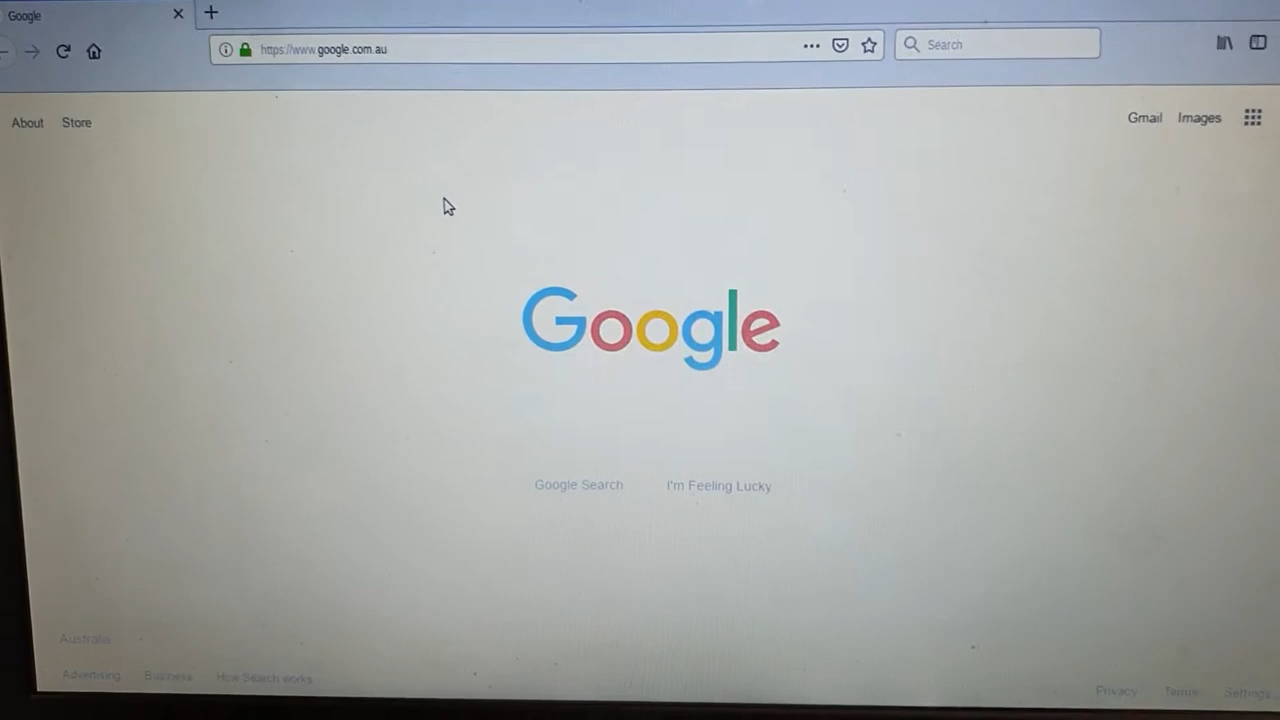 Google
https://www.google.com.au
Search
About Store
Gmail Images
Google
Google Search I'm Feeling Lucky
Australia
Advertising Business How Search works
Privacy Terms Settings